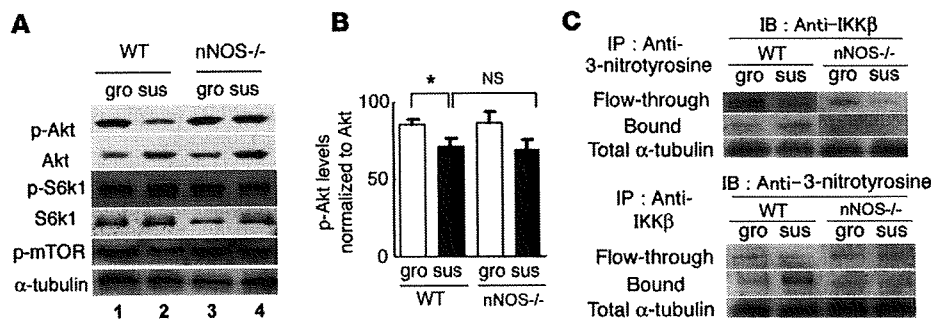 A
WT nNOS-/-
gro sus gro sus
p-Akt
Akt
p-S6k1
S6k1
p-mTOR
α-tubulin
1 2 3 4
B
* NS
p-Akt levels
normalized to Akt
100
50
0
gro sus gro sus
WT nNOS-/-
C
IP : Anti-
3-nitrotyrosine
IB : Anti-IKKβ
WT nNOS-/-
gro sus gro sus
Flow-through
Bound
Total α-tubulin
IP : Anti-
IKKβ
IB : Anti-3-nitrotyrosine
WT nNOS-/-
gro sus gro sus
Flow-through
Bound
Total α-tubulin